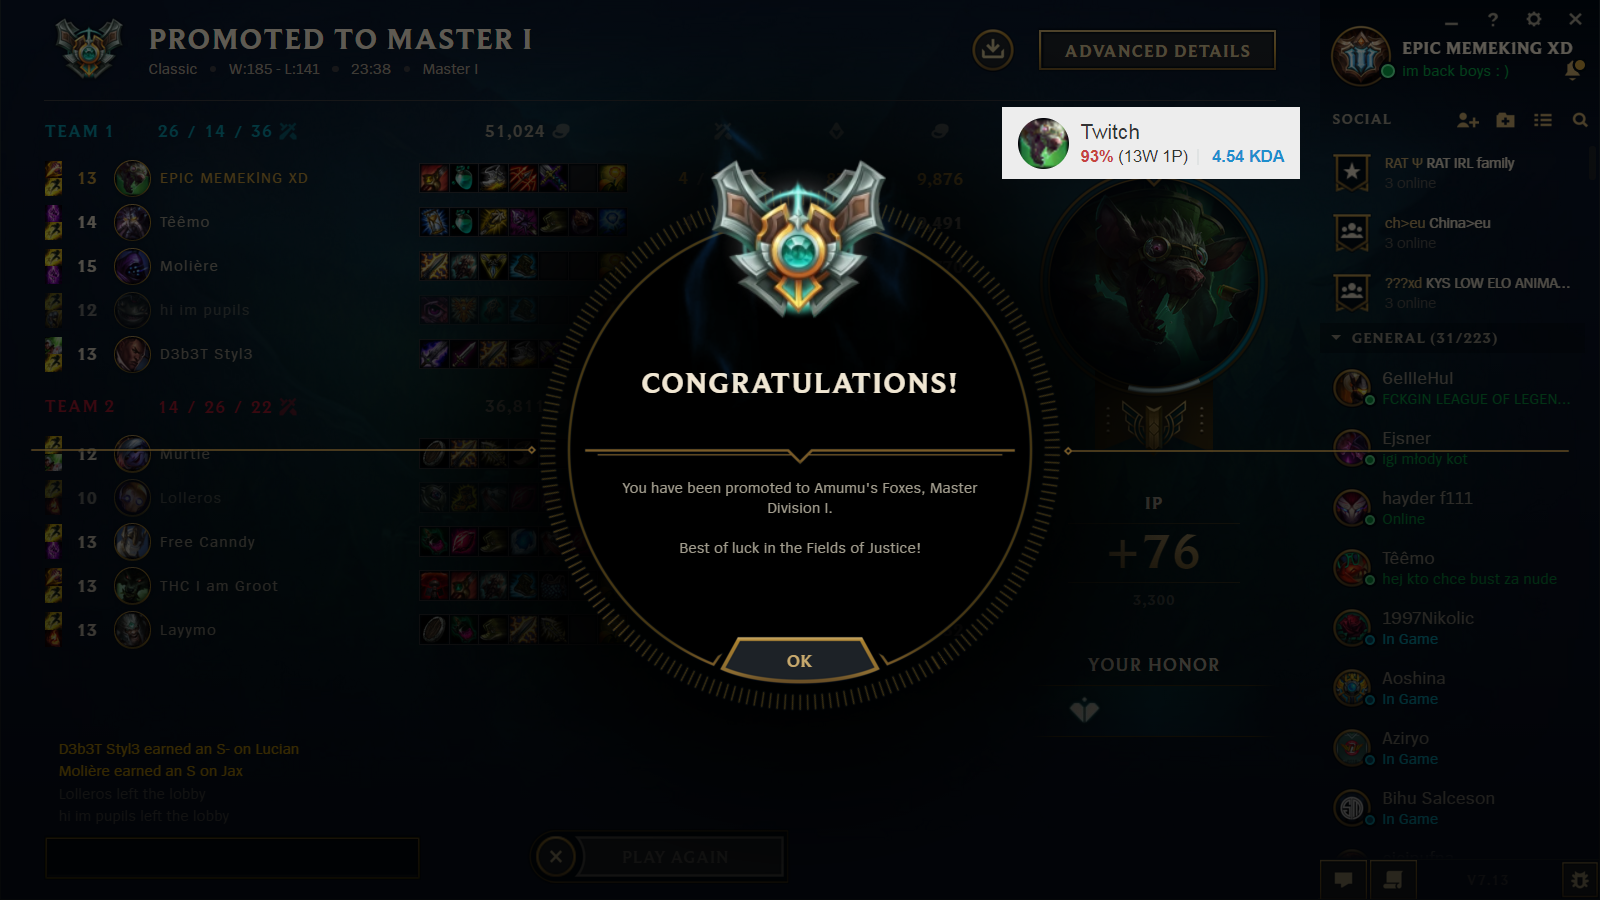 PROMOTED TO MASTER I
Classic • W:185 - L:141 • 23:38 • Master I
ADVANCED DETAILS
?
EPIC MEMEKING XD
im back boys : )
TEAM 1 26 / 14 / 36 51,024
Twitch
93% (13W 1P) 4.54 KDA
SOCIAL
13 EPIC MEMEKING XD 9,876
14 Têêmo
15 Molière
12 hi im pupils
13 D3b3T Styl3
TEAM 2 14 / 26 / 22
12 Murtle
10 Lolleros
13 Free Canndy
13 THC I am Groot
13 Layymo
CONGRATULATIONS!
You have been promoted to Amumu's Foxes, Master
Division I.
Best of luck in the Fields of Justice!
OK
IP
+76
3,300
YOUR HONOR
RAT Ψ RAT IRL family
3 online
ch>eu China>eu
3 online
???xd KYS LOW ELO ANIMA...
3 online
GENERAL (31/223)
6ellleHul
FCKGIN LEAGUE OF LEGEN...
Ejsner
igi młody kot
hayder f111
Online
Têêmo
hej kto chce bust za nude
1997Nikolic
In Game
Aoshina
In Game
Aziryo
In Game
Bihu Salceson
In Game
D3b3T Styl3 earned an S- on Lucian
Molière earned an S on Jax
Lolleros left the lobby
hi im pupils left the lobby
PLAY AGAIN
V7.13